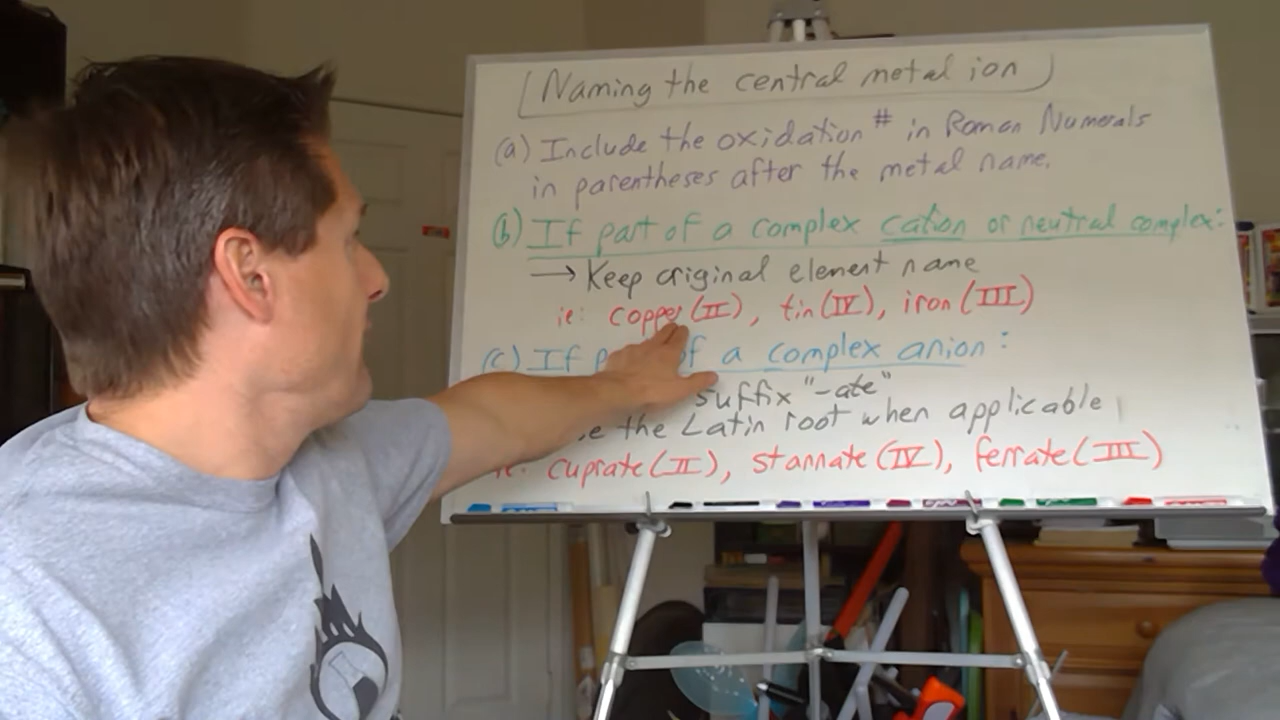 Naming the central metal ion
(a) Include the oxidation # in Roman Numerals
in parentheses after the metal name.
(b) If part of a complex cation or neutral complex:
→ Keep original element name
ie: copper (II), tin (IV), iron (III)
(c) If of a complex anion:
suffix "-ate"
the Latin root when applicable
cuprate (II), stannate (IV), ferrate (III)